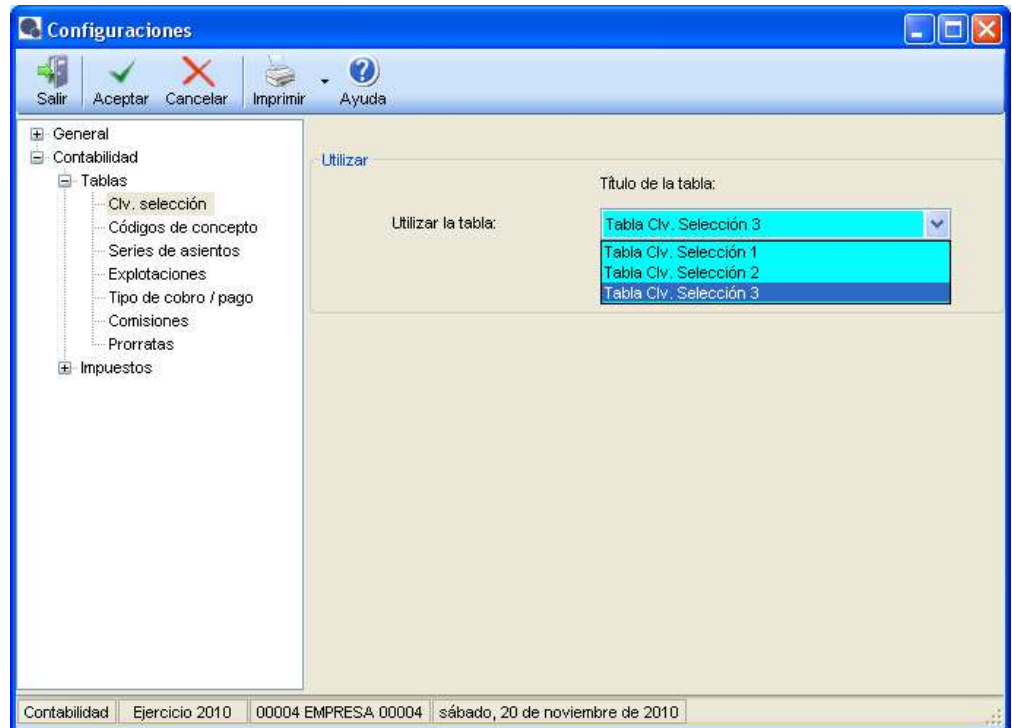 Configuraciones
Salir Aceptar Cancelar Imprimir Ayuda
General
Contabilidad
Tablas
Clv. selección
Códigos de concepto
Series de asientos
Explotaciones
Tipo de cobro / pago
Comisiones
Prorratas
Impuestos
Utilizar
Título de la tabla:
Utilizar la tabla: Tabla Clv. Selección 3
Tabla Clv. Selección 1
Tabla Clv. Selección 2
Tabla Clv. Selección 3
Contabilidad Ejercicio 2010 00004 EMPRESA 00004 sábado, 20 de noviembre de 2010